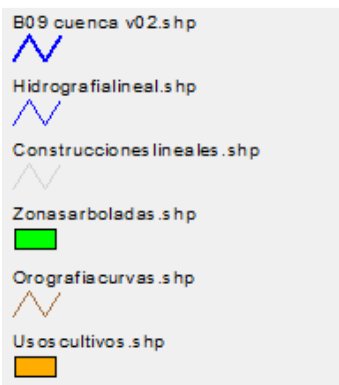 B09 cuenca v02.shp
Hidrografialineal.shp
Construccioneslineales.shp
Zonasarboladas.shp
Orografiacurvas.shp
Usoscultivos.shp